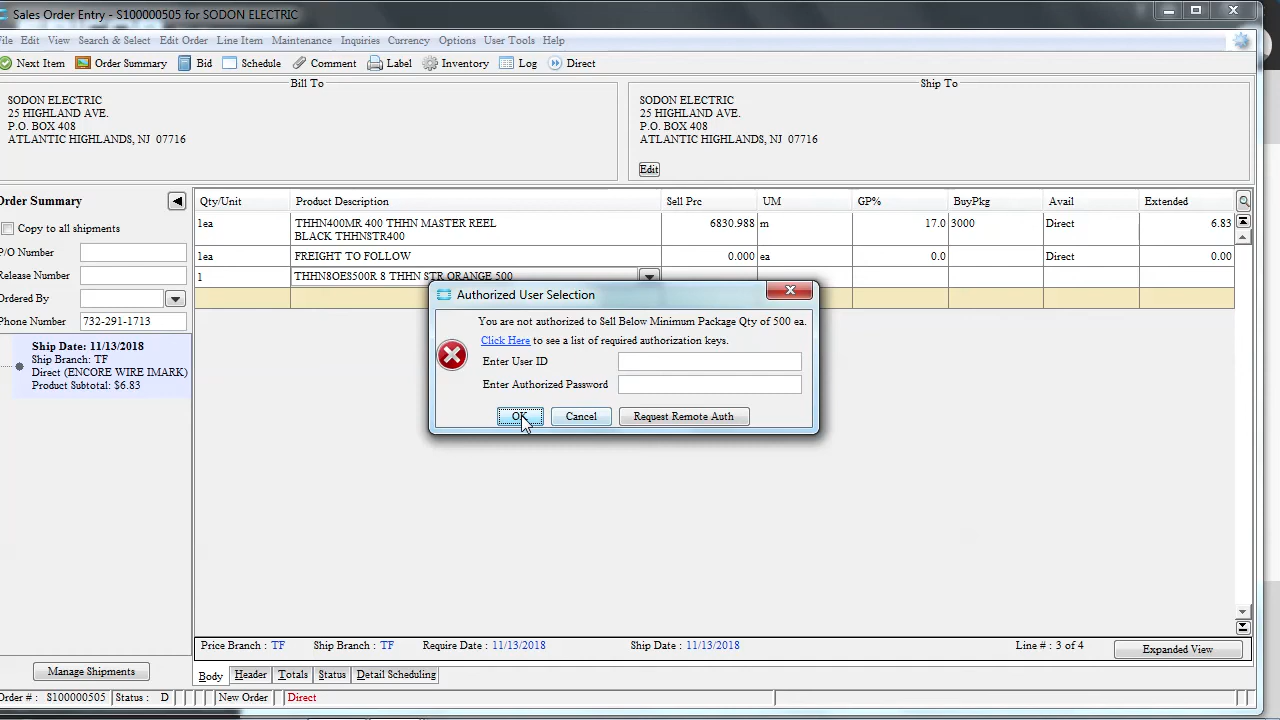 Sales Order Entry - S100000505 for SODON ELECTRIC
File Edit View Search & Select Edit Order Line Item Maintenance Inquiries Currency Options User Tools Help
Next Item Order Summary Bid Schedule Comment Label Inventory Log Direct
Bill To
SODON ELECTRIC
25 HIGHLAND AVE.
P.O. BOX 408
ATLANTIC HIGHLANDS, NJ 07716
Ship To
SODON ELECTRIC
25 HIGHLAND AVE.
P.O. BOX 408
ATLANTIC HIGHLANDS, NJ 07716
Edit
Order Summary
Copy to all shipments
P/O Number
Release Number
Ordered By
Phone Number 732-291-1713
Ship Date: 11/13/2018
Ship Branch: TF
Direct (ENCORE WIRE IMARK)
Product Subtotal: $6.83
Manage Shipments
Qty/Unit Product Description Sell Prc UM GP% BuyPkg Avail Extended
1ea THHN400MR 400 THHN MASTER REEL 6830.988 m 17.0 3000 Direct 6.83
BLACK THHNSTR400
1ea FREIGHT TO FOLLOW 0.000 ea 0.0 Direct 0.00
1 THHN8OES500R 8 THHN STR ORANGE 500
Authorized User Selection
You are not authorized to Sell Below Minimum Package Qty of 500 ea.
Click Here to see a list of required authorization keys.
Enter User ID
Enter Authorized Password
OK Cancel Request Remote Auth
Price Branch : TF Ship Branch : TF Require Date : 11/13/2018 Ship Date : 11/13/2018 Line # : 3 of 4 Expanded View
Body Header Totals Status Detail Scheduling
Order # : S100000505 Status : D New Order Direct